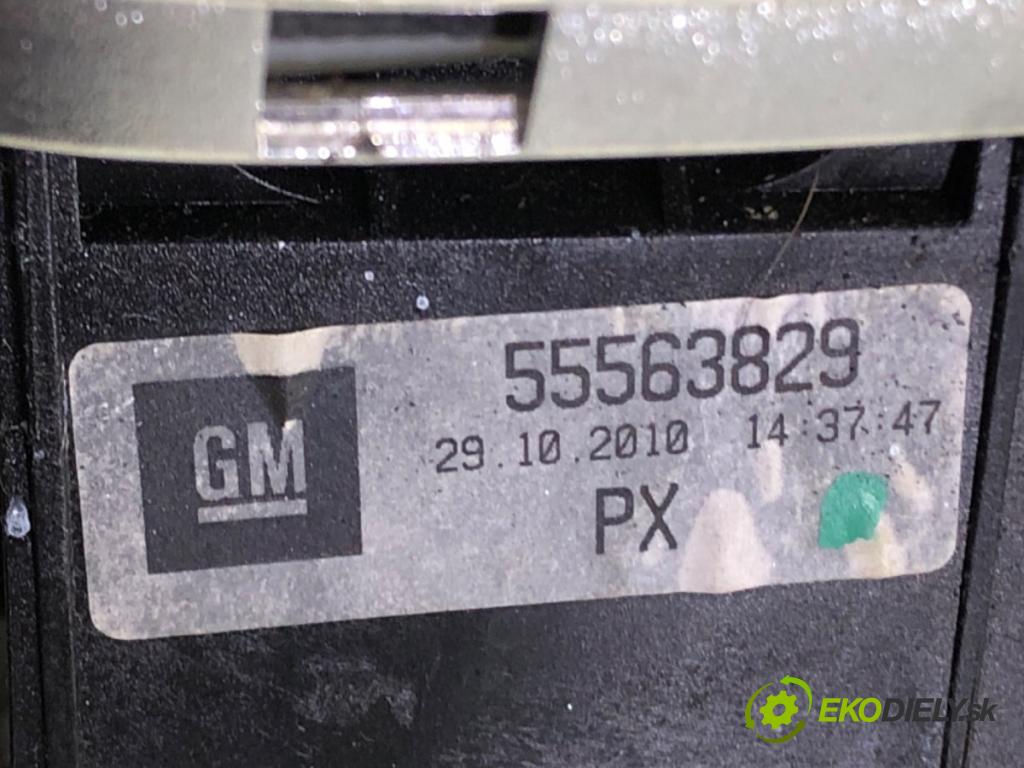 55563829
29.10.2010 14:37:47
GM
PX
EKODIELY.sk